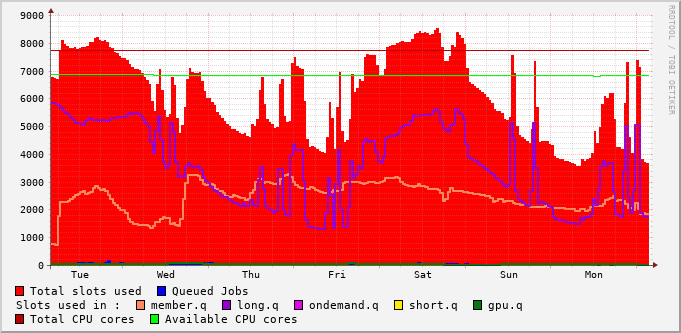 9000
8000
7000
6000
5000
4000
3000
2000
1000
0
Tue Wed Thu Fri Sat Sun Mon
Total slots used Queued Jobs
Slots used in : member.q long.q ondemand.q short.q gpu.q
Total CPU cores Available CPU cores
RRDTOOL / TOBI OETIKER